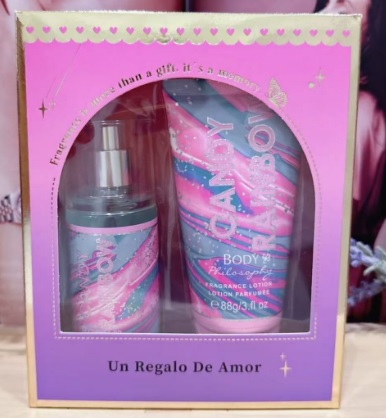 Fragrance is more than a gift, it's a memory
CANDY
RAINBOW
BODY
Philosophy
FRAGRANCE LOTION
LOTION PARFUMÉE
℮ 88g/3.fl oz
RAINBOW
Un Regalo De Amor